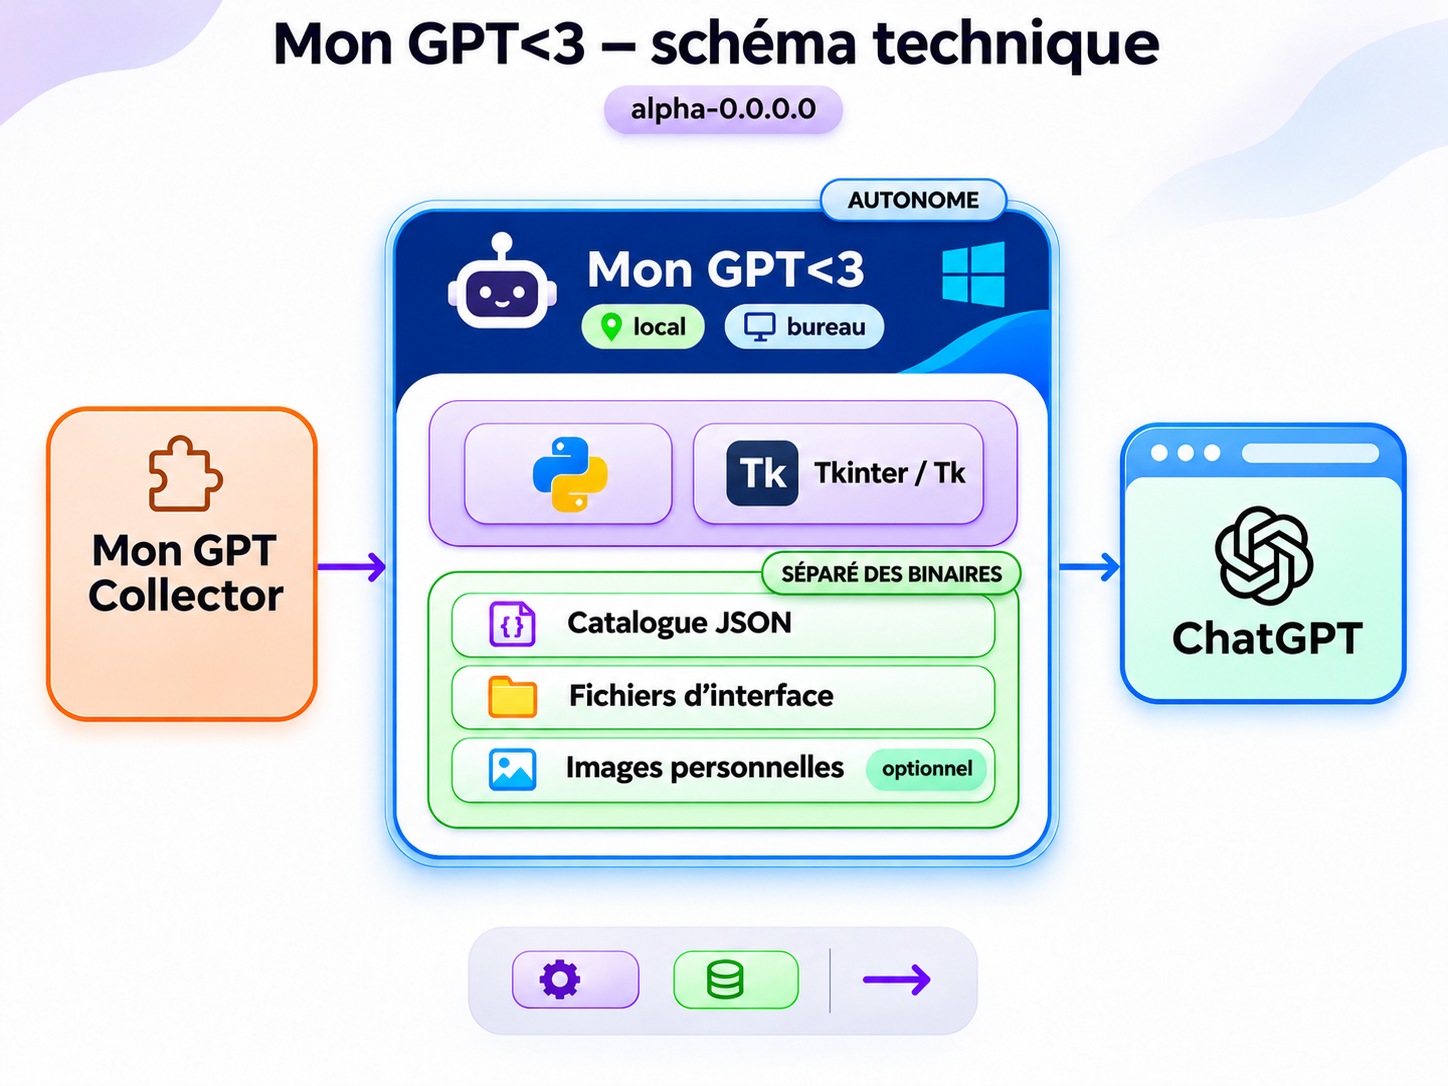 Mon GPT<3 – schéma technique
alpha-0.0.0.0
AUTONOME
Mon GPT<3
local
bureau
Mon GPT
Collector
Tk
Tkinter / Tk
SÉPARÉ DES BINAIRES
{}
Catalogue JSON
Fichiers d’interface
Images personnelles
optionnel
ChatGPT